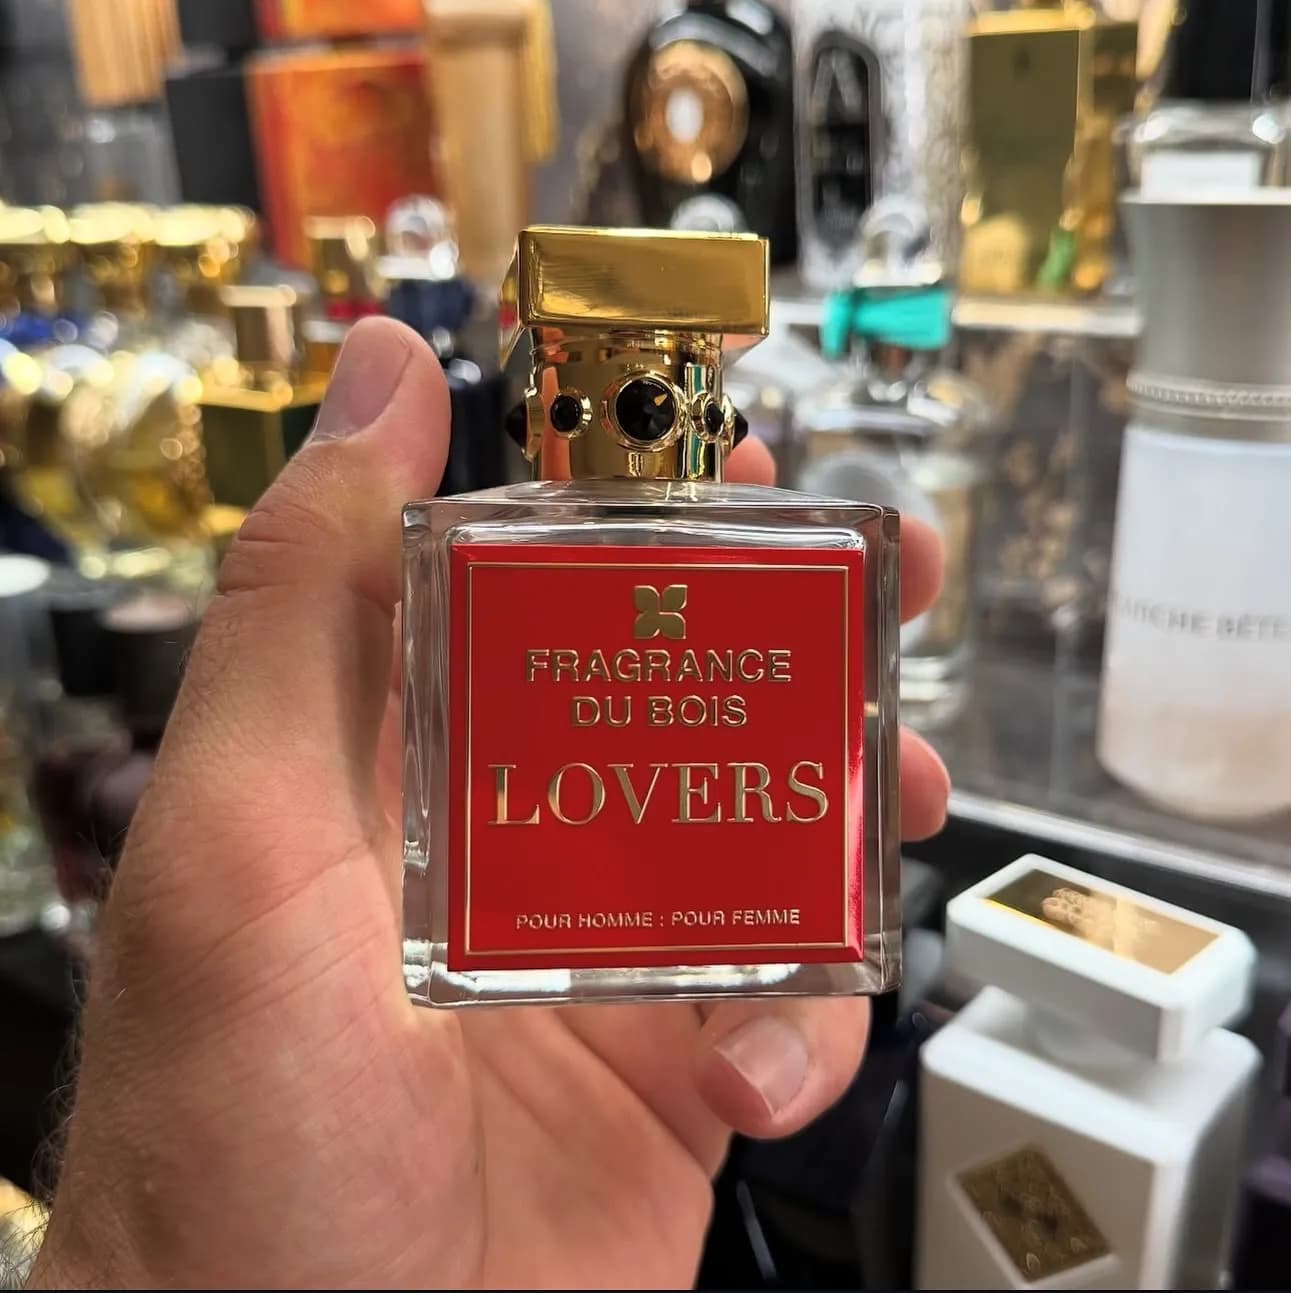 FRAGRANCE
DU BOIS
LOVERS
POUR HOMME : POUR FEMME